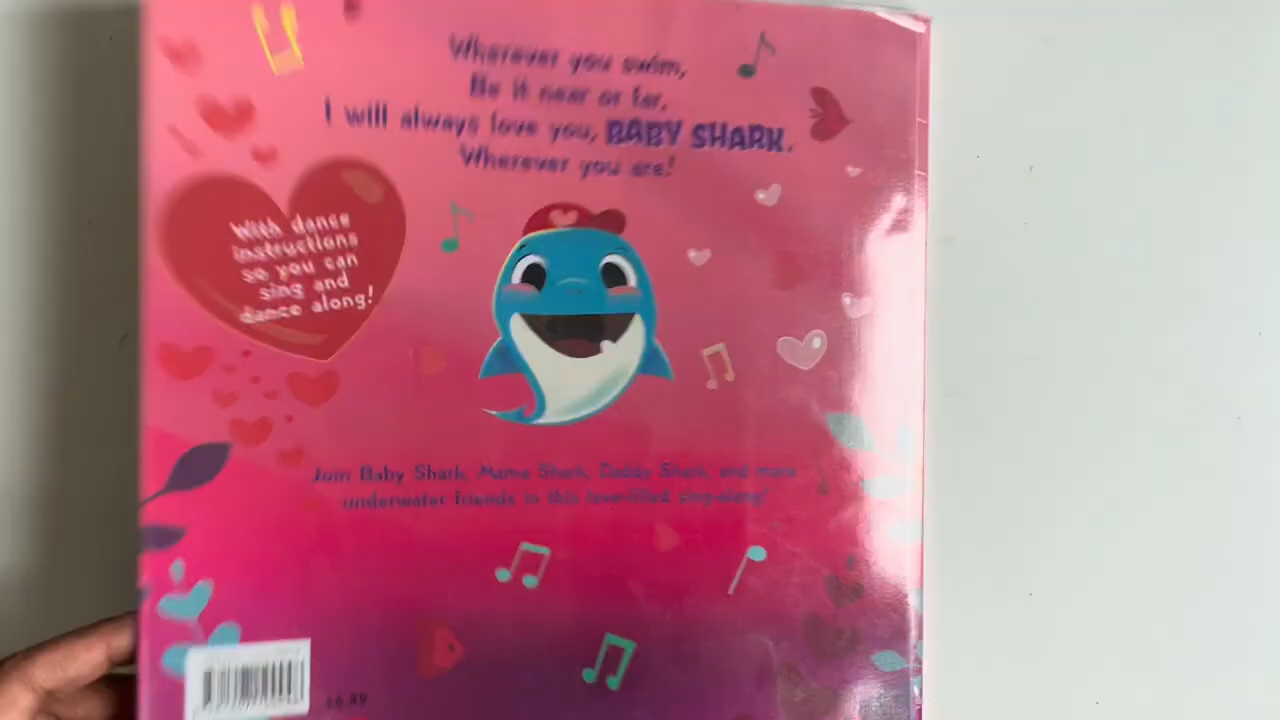 Wherever you swim,
Be it near or far,
I will always love you, BABY SHARK,
Wherever you are!
With dance
instructions
so you can
sing and
dance along!
Join Baby Shark, Mama Shark, Daddy Shark, and more
underwater friends in this love-filled sing-along!